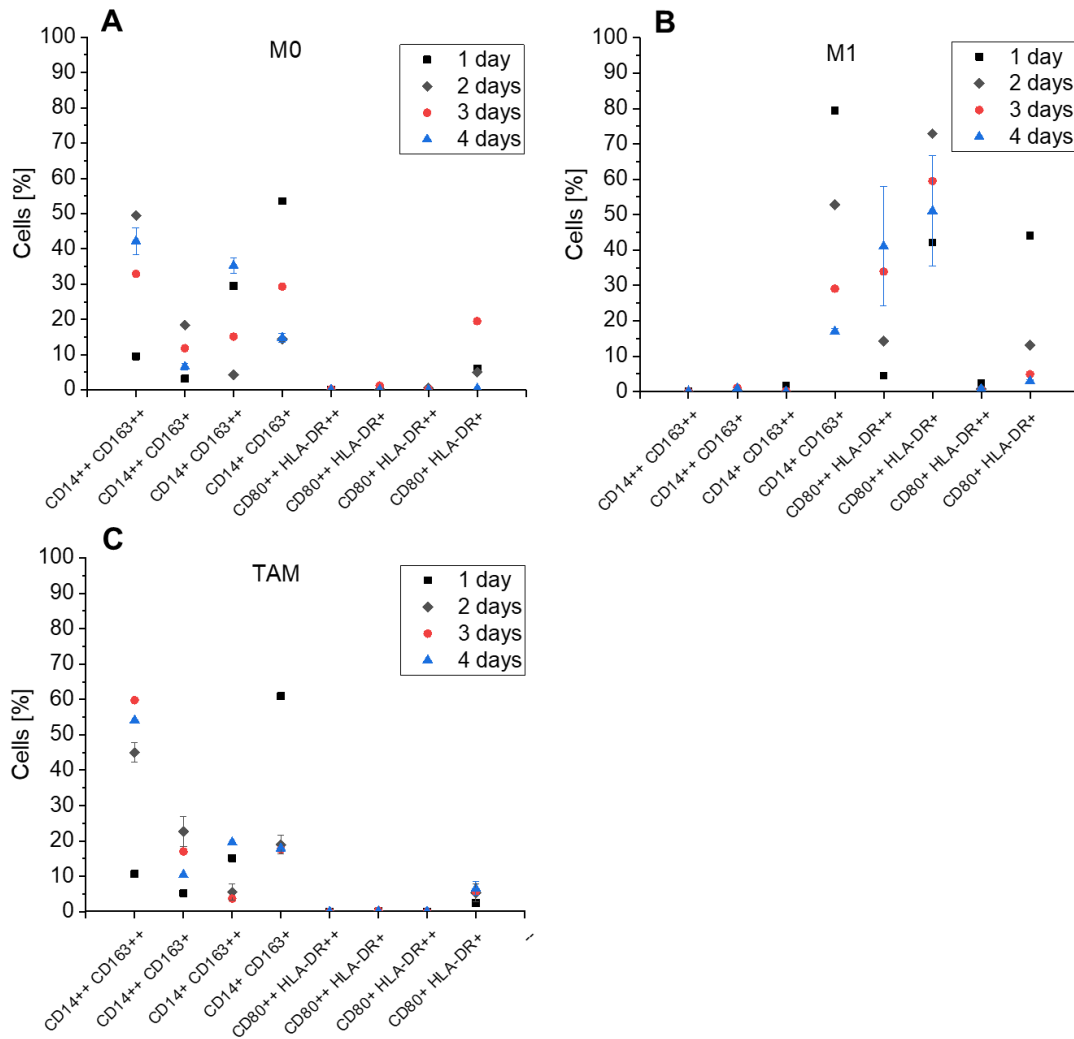 A
M0
1 day
2 days
3 days
4 days
Cells [%]
100
90
80
70
60
50
40
30
20
10
0
CD14++ CD163++
CD14++ CD163+
CD14+ CD163++
CD14+ CD163+
CD80++ HLA-DR++
CD80++ HLA-DR+
CD80+ HLA-DR++
CD80+ HLA-DR+
B
M1
1 day
2 days
3 days
4 days
Cells [%]
100
90
80
70
60
50
40
30
20
10
0
CD14++ CD163++
CD14++ CD163+
CD14+ CD163++
CD14+ CD163+
CD80++ HLA-DR++
CD80++ HLA-DR+
CD80+ HLA-DR++
CD80+ HLA-DR+
C
TAM
1 day
2 days
3 days
4 days
Cells [%]
100
90
80
70
60
50
40
30
20
10
0
CD14++ CD163++
CD14++ CD163+
CD14+ CD163++
CD14+ CD163+
CD80++ HLA-DR++
CD80++ HLA-DR+
CD80+ HLA-DR++
CD80+ HLA-DR+
--